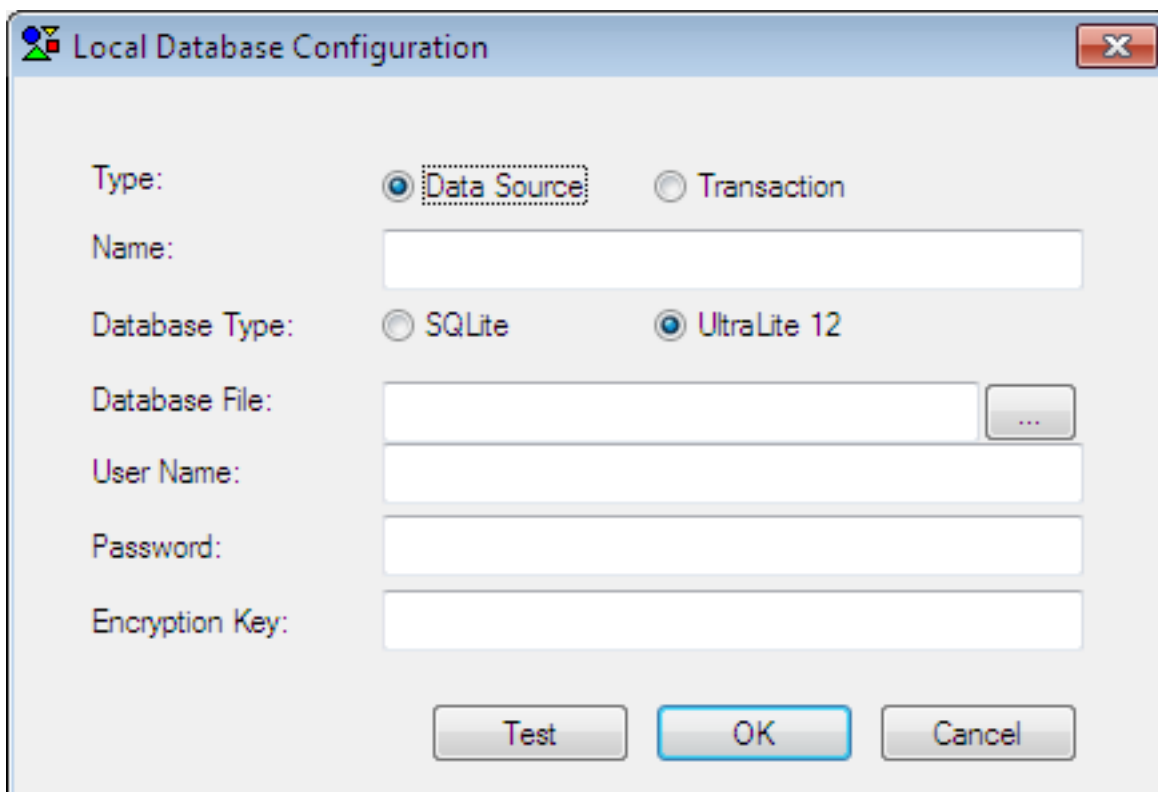 Local Database Configuration
Type: Data Source Transaction
Name:
Database Type: SQLite UltraLite 12
Database File: ...
User Name:
Password:
Encryption Key:
Test OK Cancel